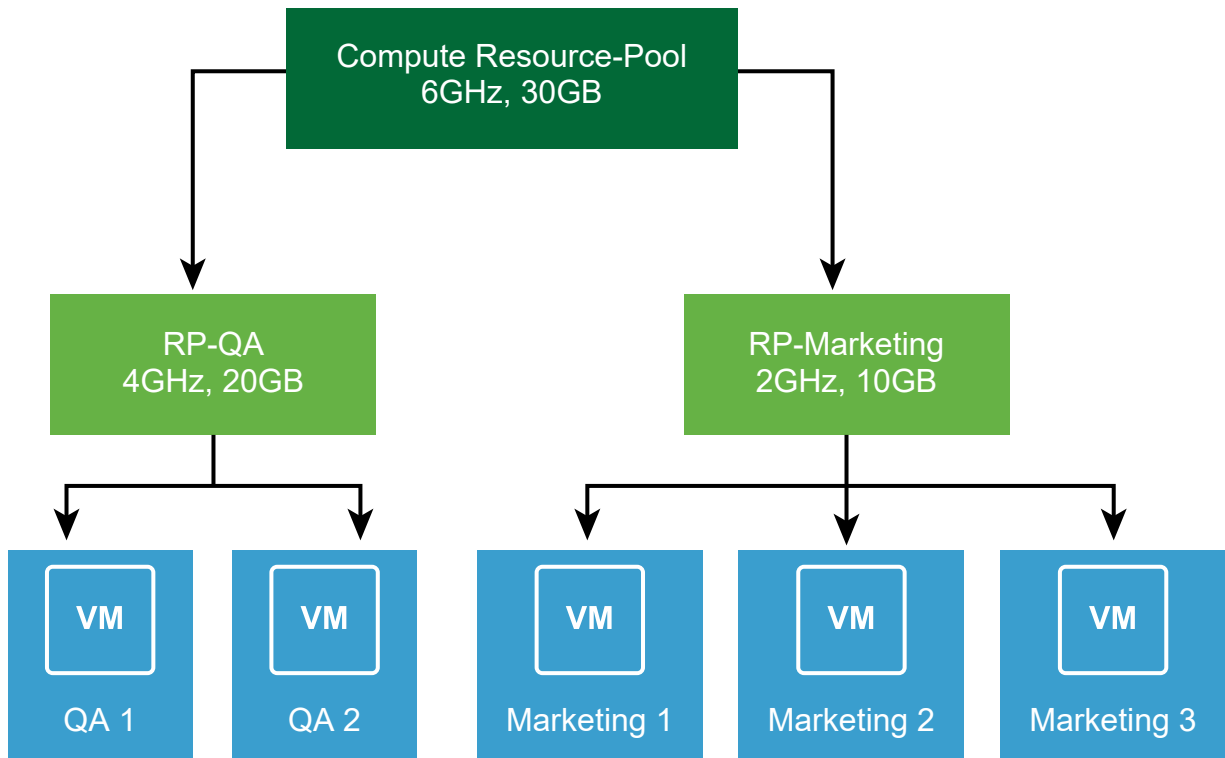 Compute Resource-Pool
6GHz, 30GB
RP-QA
4GHz, 20GB
RP-Marketing
2GHz, 10GB
VM
QA 1
VM
QA 2
VM
Marketing 1
VM
Marketing 2
VM
Marketing 3